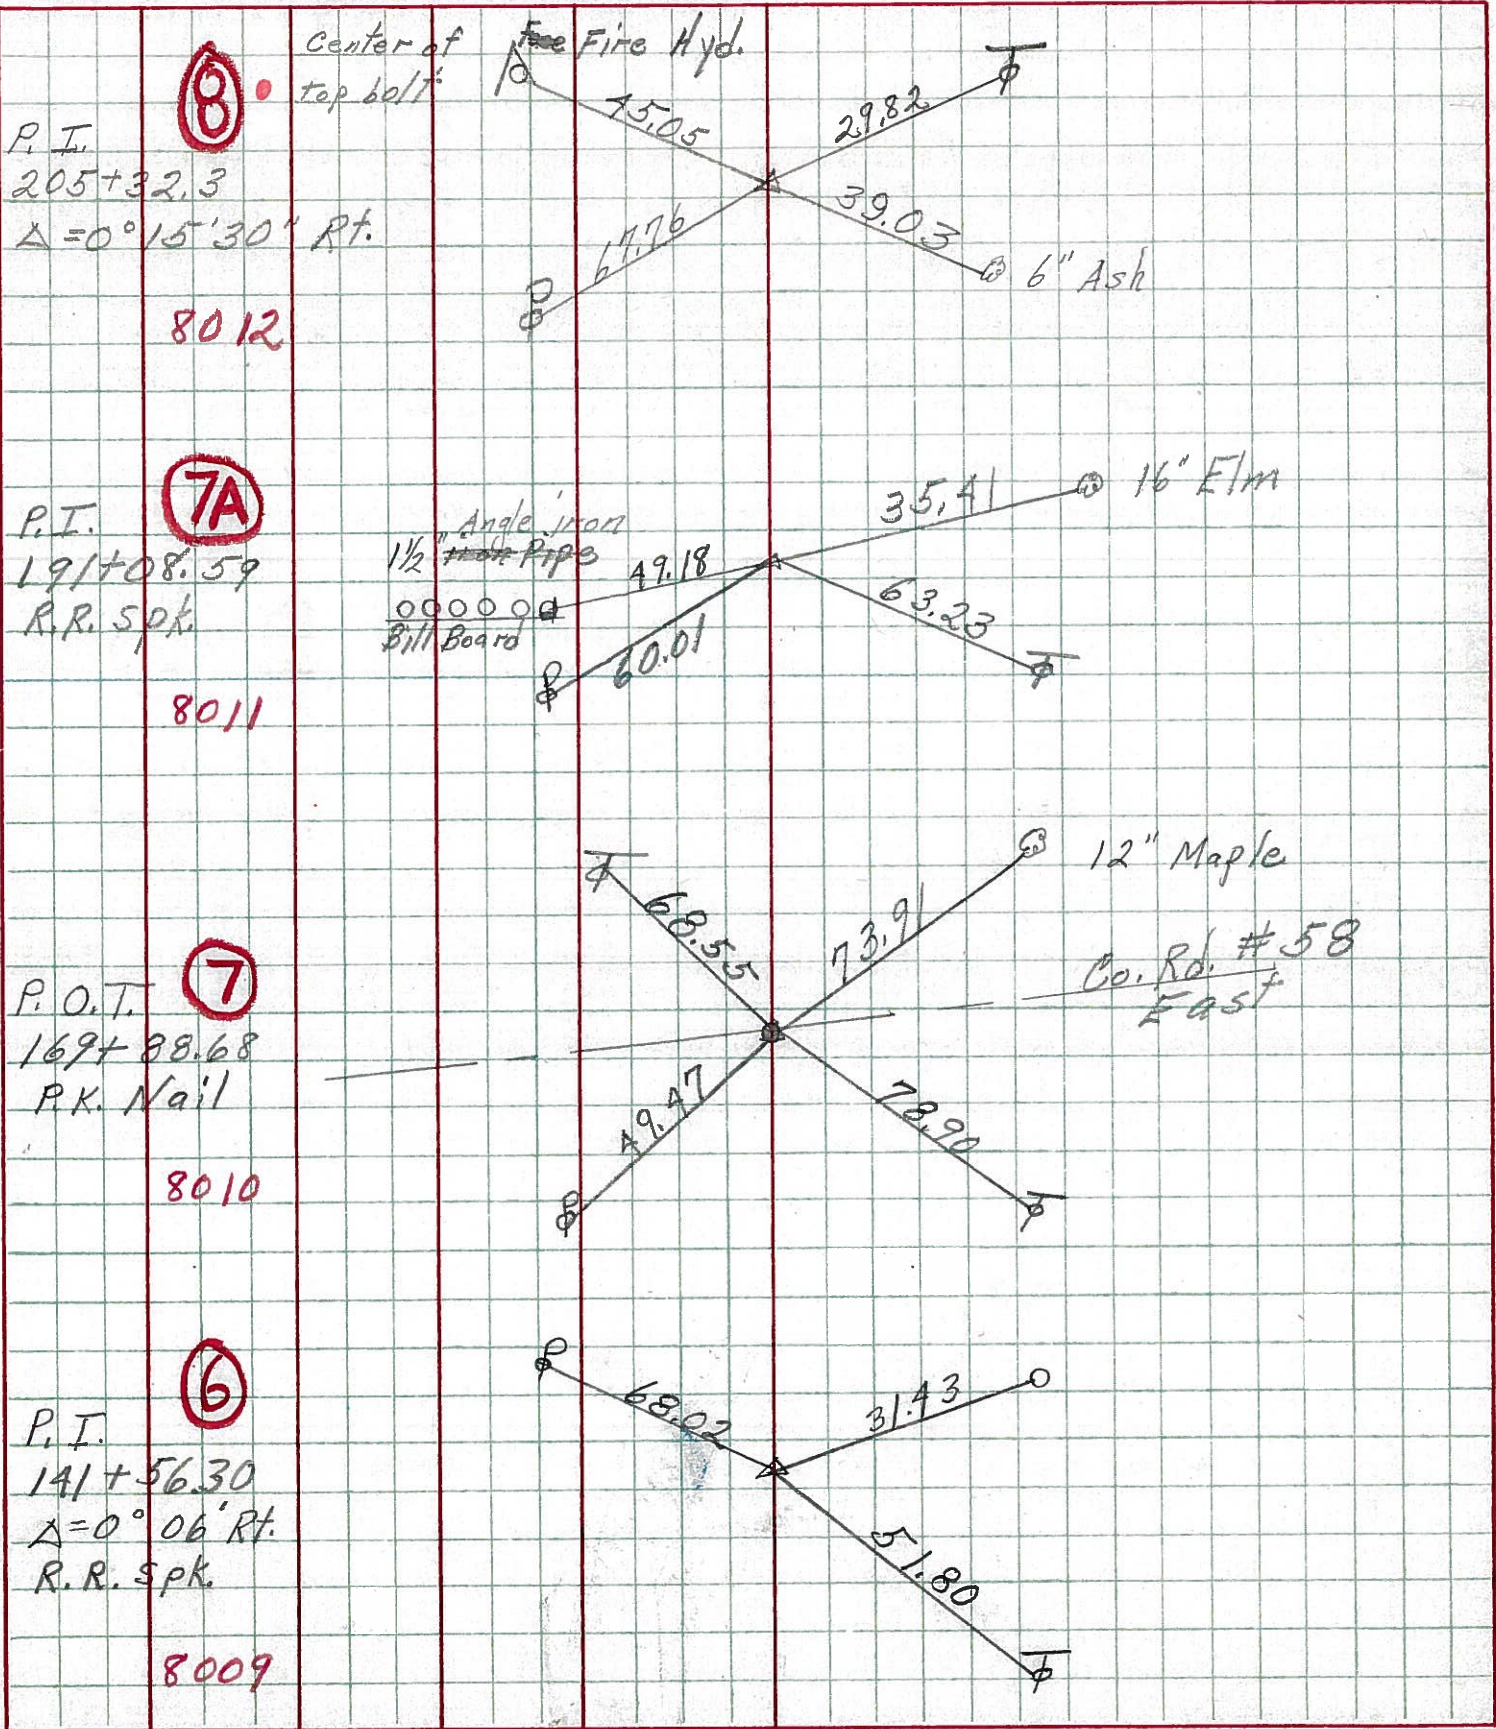 8
Center of
top bolt
Fire Hyd.
45.05
29.82
P. I.
205+32.3
Δ=0°15'30" Rt.
67.76
39.03
6" Ash
8012
7A
P.I.
191+08.59
R.R. Spk.
Angle iron
1½" Pipe
Bill Board
49.18
35.41
16" Elm
60.01
63.23
8011
68.55
73.91
12" Maple
7
P.O.T.
169+88.68
P.K. Nail
Co. Rd. #58
East
49.47
78.90
8010
6
P.I.
141+56.30
Δ=0°06' Rt.
R.R. Spk.
68.02
31.43
51.80
8009